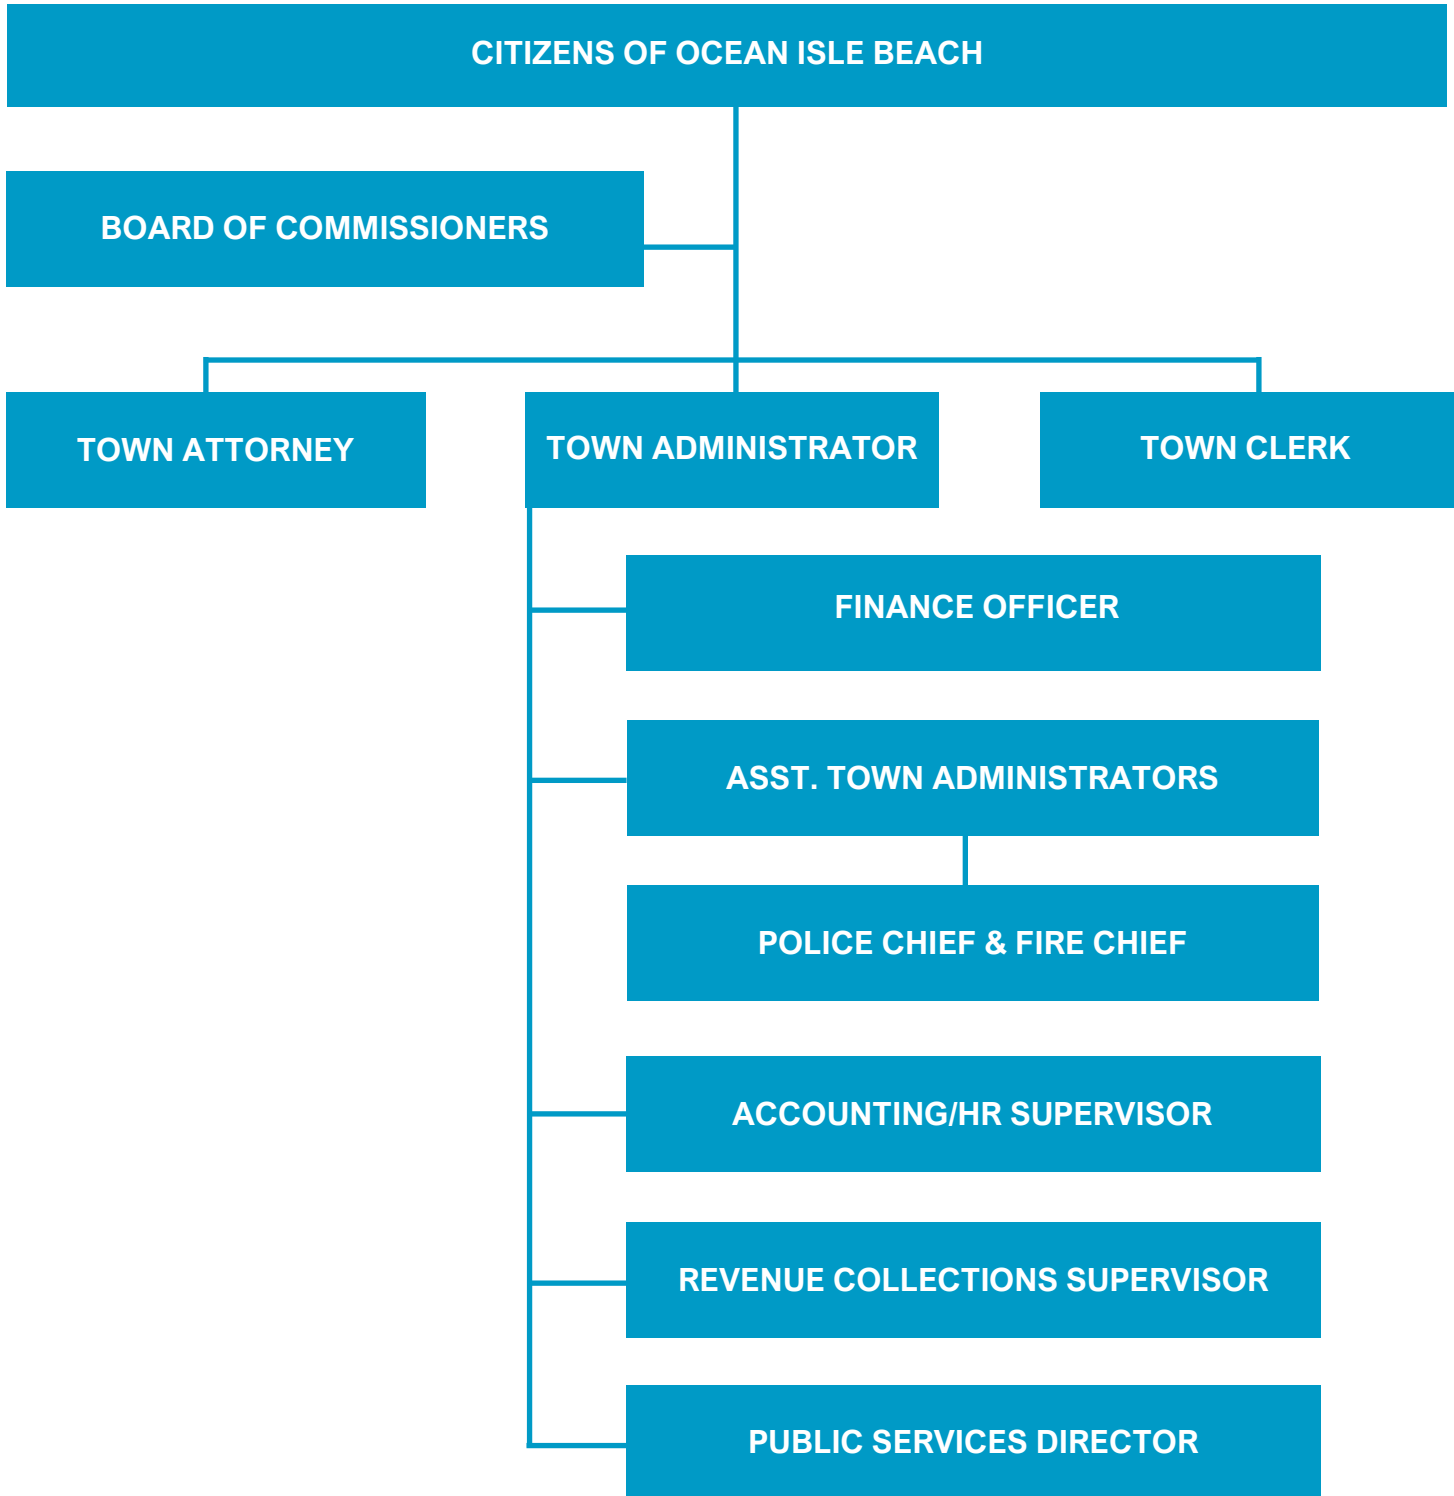 CITIZENS OF OCEAN ISLE BEACH
BOARD OF COMMISSIONERS
TOWN ATTORNEY
TOWN ADMINISTRATOR
TOWN CLERK
FINANCE OFFICER
ASST. TOWN ADMINISTRATORS
POLICE CHIEF & FIRE CHIEF
ACCOUNTING/HR SUPERVISOR
REVENUE COLLECTIONS SUPERVISOR
PUBLIC SERVICES DIRECTOR